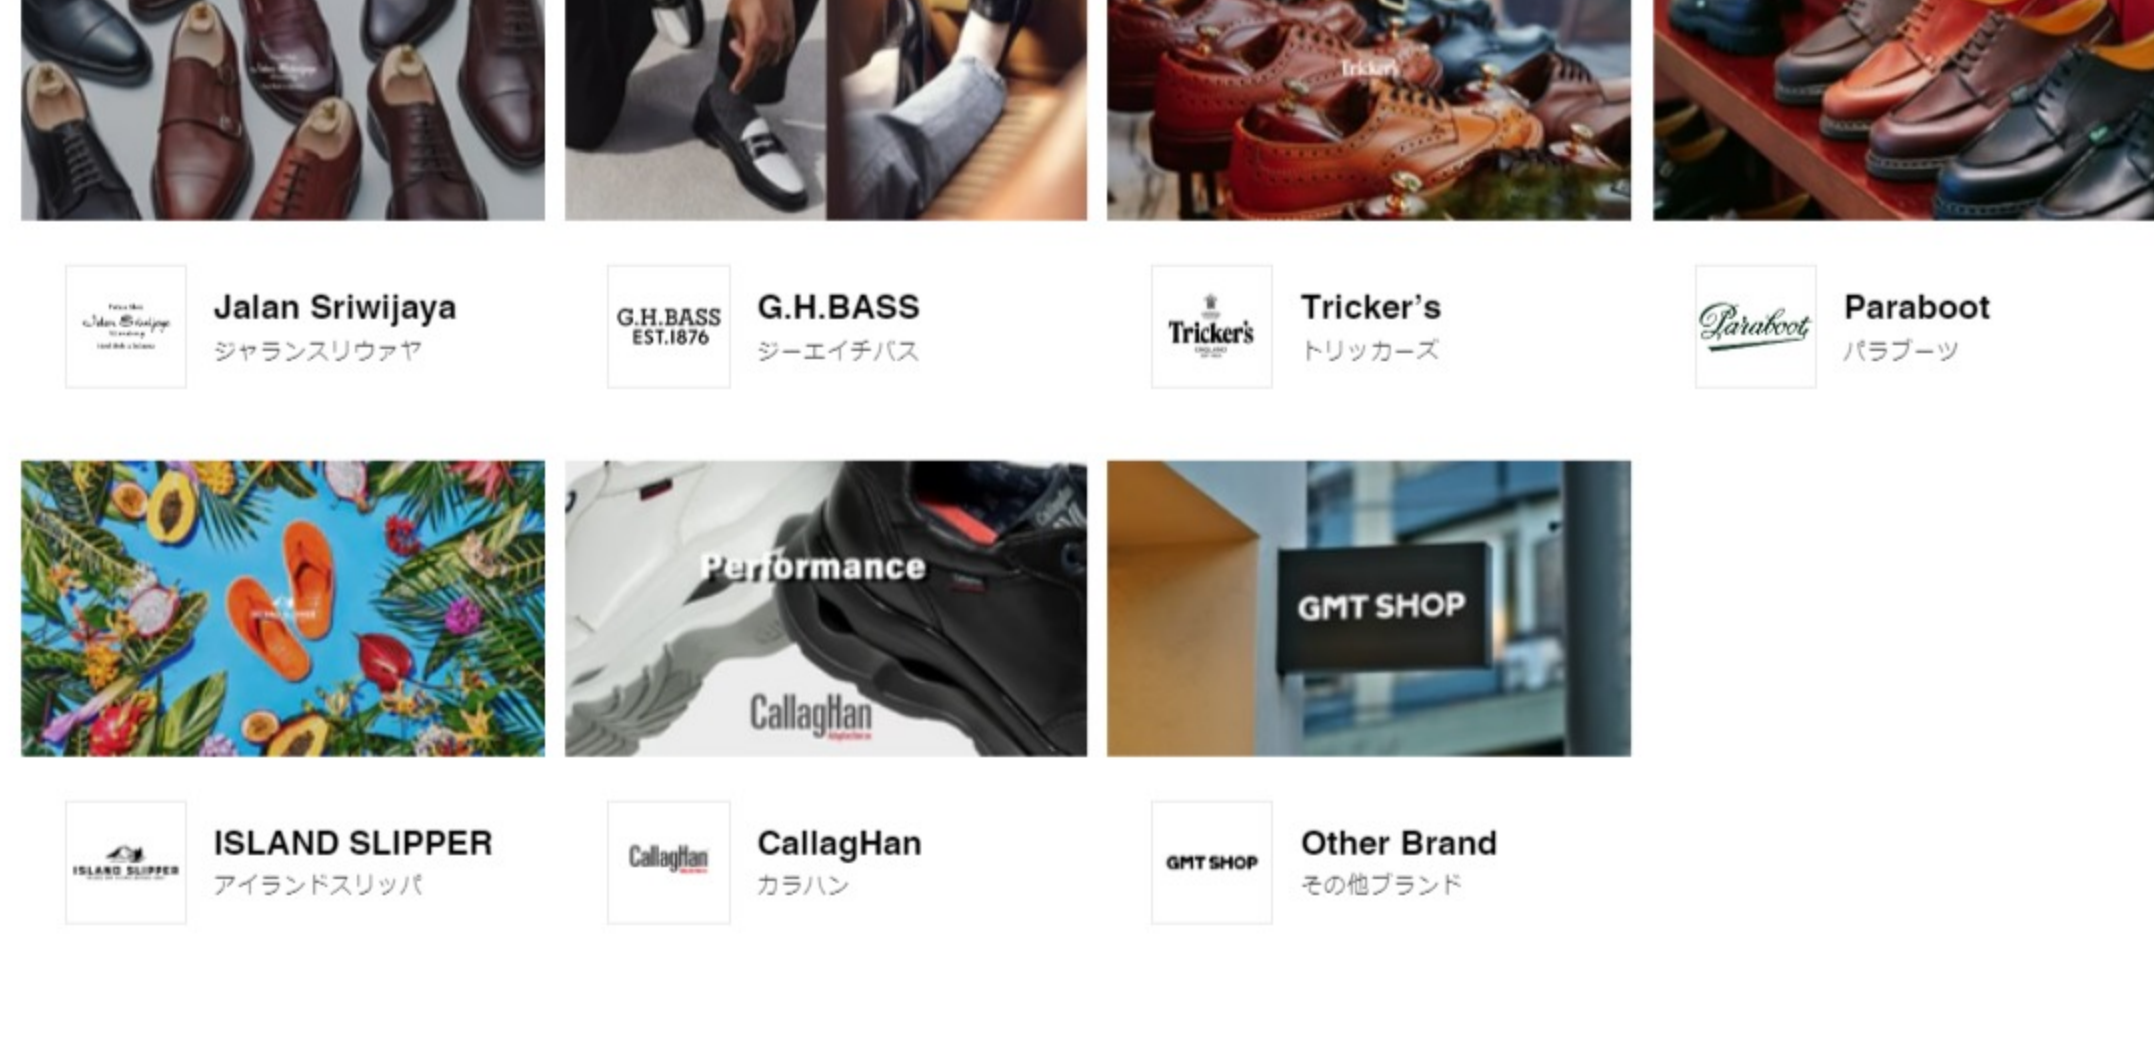 Tricker's
Jalan Sriwijaya
ジャランスリウァヤ
G.H.BASS
EST.1876
G.H.BASS
ジーエイチバス
Tricker's
ENGLAND
Tricker’s
トリッカーズ
Paraboot
Paraboot
パラブーツ
Performance
CallagHan
GMT SHOP
ISLAND SLIPPER
ISLAND SLIPPER
アイランドスリッパ
CallagHan
CallagHan
カラハン
GMT SHOP
Other Brand
その他ブランド